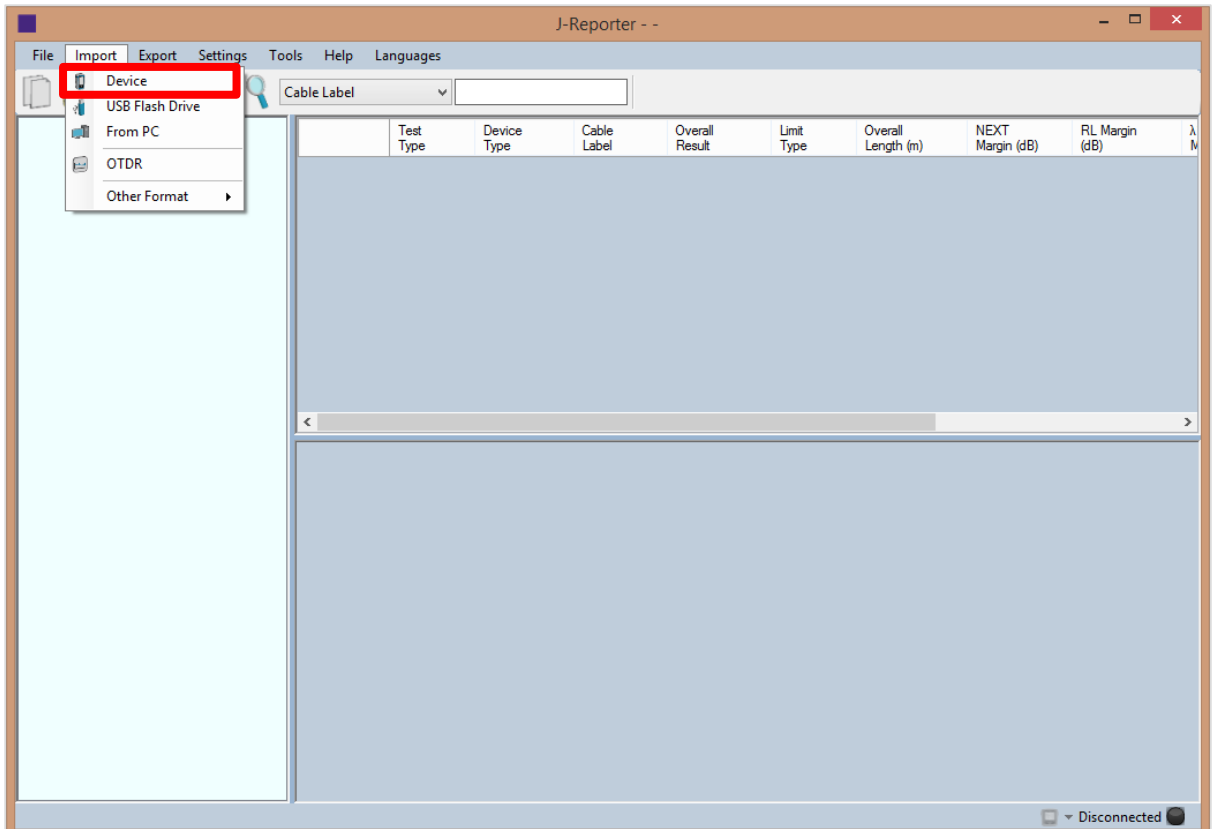 J-Reporter - -
File Import Export Settings Tools Help Languages
Device
USB Flash Drive
From PC
OTDR
Other Format
Cable Label
Test Type Device Type Cable Label Overall Result Limit Type Overall Length (m) NEXT Margin (dB) RL Margin (dB) λ
Disconnected